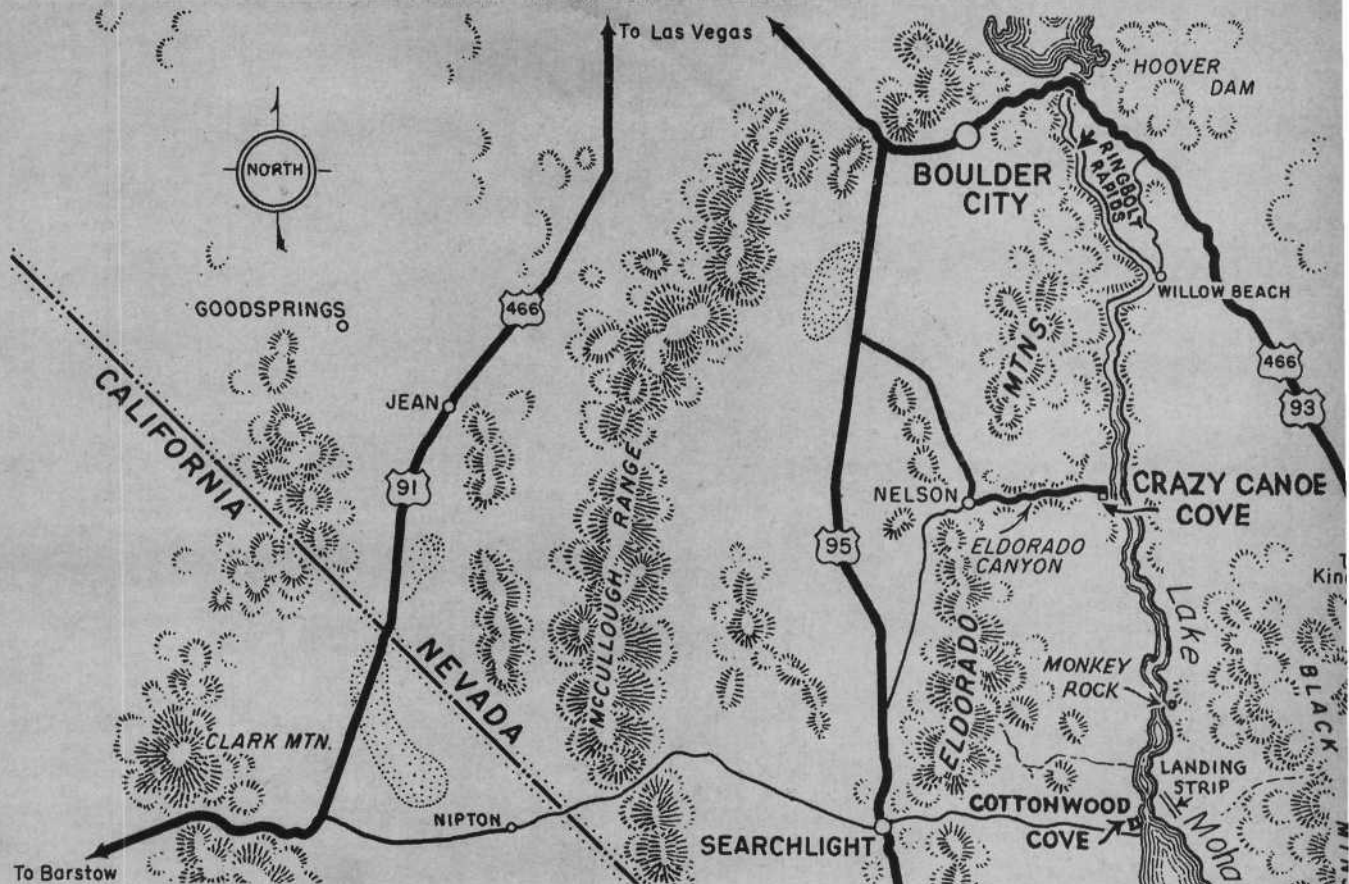 To Las Vegas
HOOVER
DAM
NORTH
BOULDER
CITY
RINGBOLT
RAPIDS
WILLOW BEACH
GOODSPRINGS
466
CALIFORNIA
JEAN
MTNS.
466
93
91
McCULLOUGH RANGE
NELSON
CRAZY CANOE
COVE
95
ELDORADO
CANYON
NEVADA
ELDORADO
Lake
MONKEY
ROCK
BLACK
CLARK MTN.
LANDING
STRIP
COTTONWOOD
COVE
NIPTON
SEARCHLIGHT
Moha
To Barstow